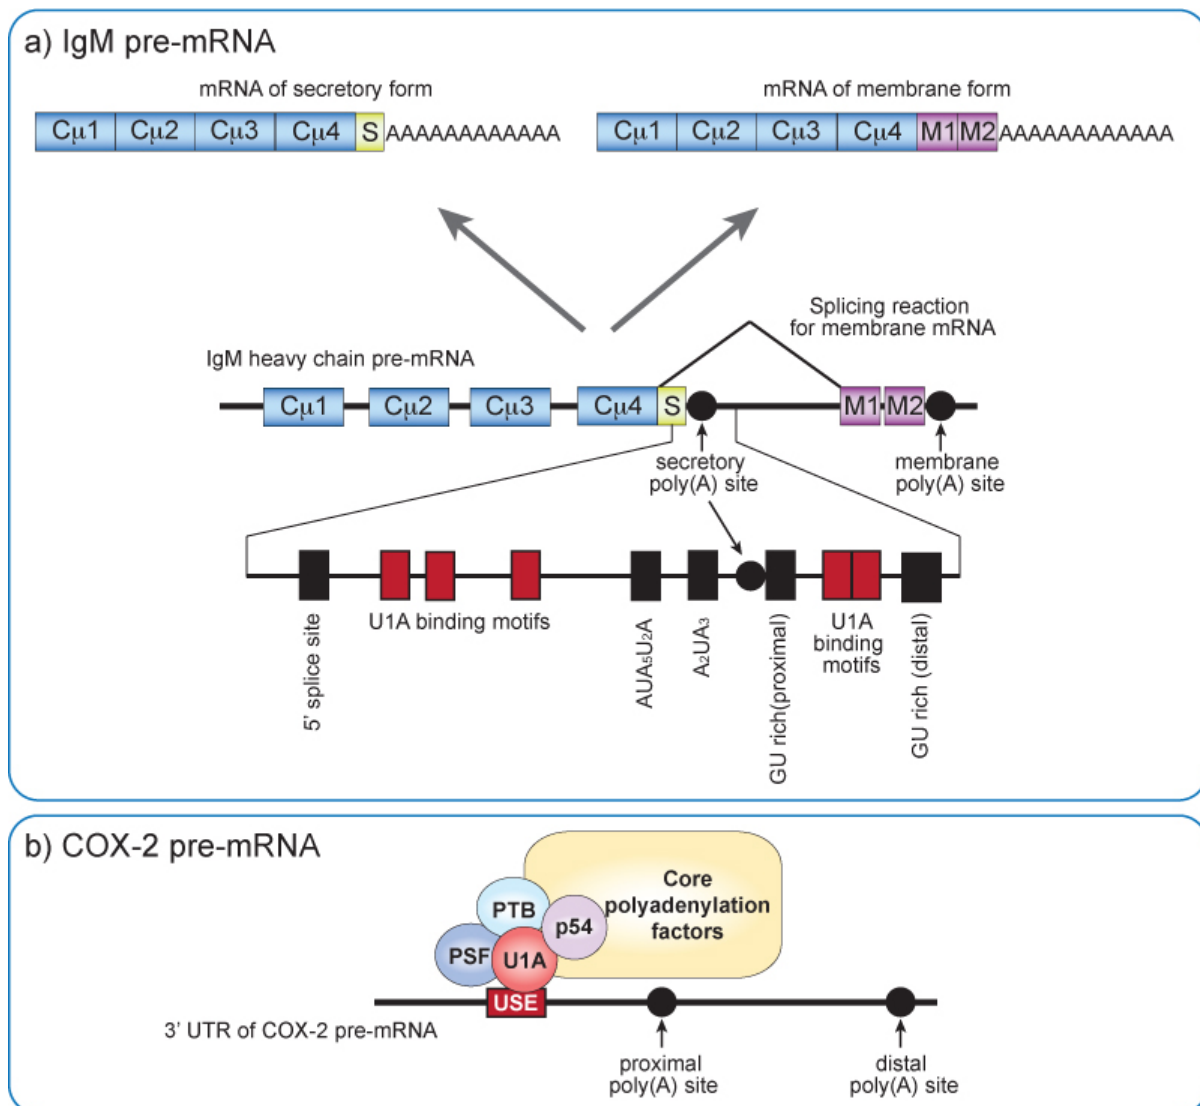 a) IgM pre-mRNA
mRNA of secretory form
mRNA of membrane form
Cμ1 Cμ2 Cμ3 Cμ4 S AAAAAAAAAAAA
Cμ1 Cμ2 Cμ3 Cμ4 M1 M2 AAAAAAAAAAAA
Splicing reaction
for membrane mRNA
IgM heavy chain pre-mRNA
Cμ1 Cμ2 Cμ3 Cμ4 S M1 M2
secretory
poly(A) site
membrane
poly(A) site
5' splice site
U1A binding motifs
AUA₅U₂A
A₂UA₃
GU rich(proximal)
U1A
binding
motifs
GU rich (distal)
b) COX-2 pre-mRNA
Core
polyadenylation
factors
PTB
p54
PSF
U1A
USE
3' UTR of COX-2 pre-mRNA
proximal
poly(A) site
distal
poly(A) site